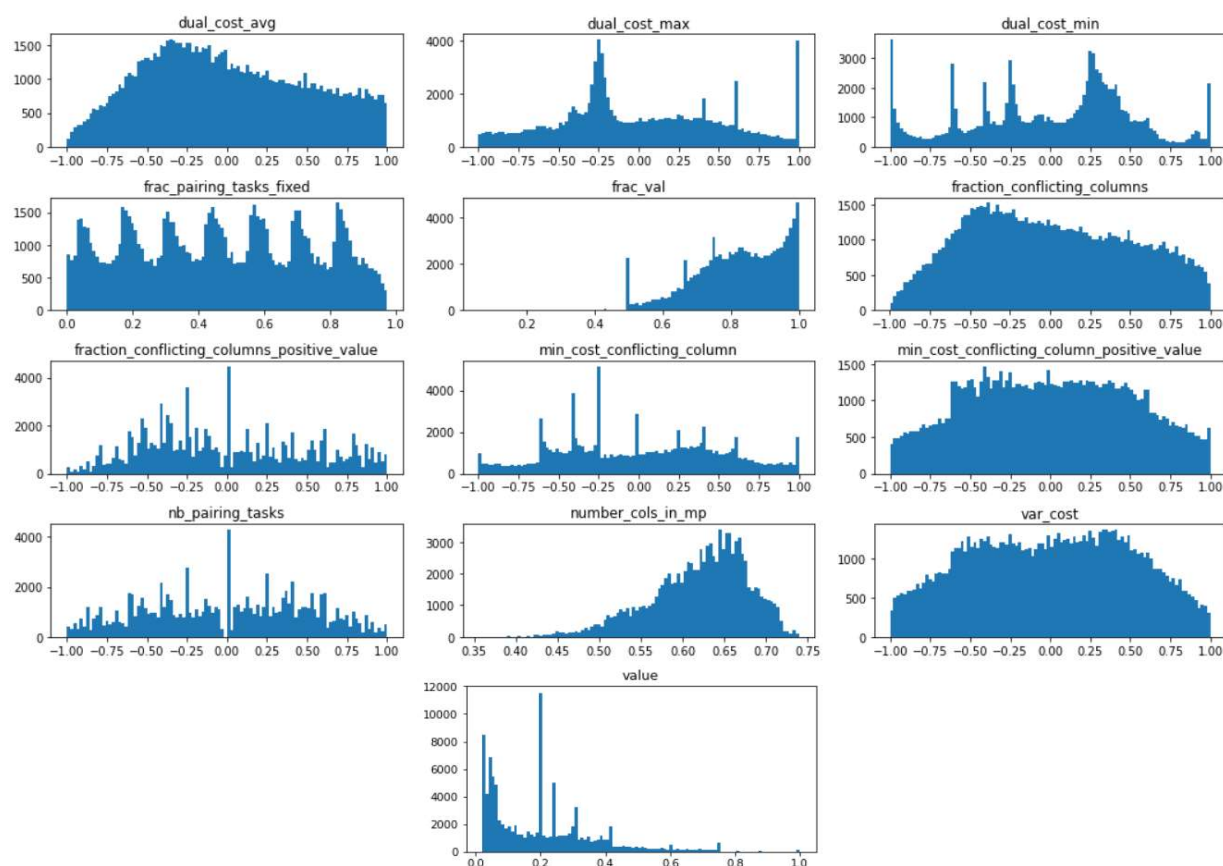 dual_cost_avg
1500
1000
500
0
−1.00 −0.75 −0.50 −0.25 0.00 0.25 0.50 0.75 1.00
dual_cost_max
4000
2000
0
−1.00 −0.75 −0.50 −0.25 0.00 0.25 0.50 0.75 1.00
dual_cost_min
3000
2000
1000
0
−1.00 −0.75 −0.50 −0.25 0.00 0.25 0.50 0.75 1.00
frac_pairing_tasks_fixed
1500
1000
500
0
0.0 0.2 0.4 0.6 0.8 1.0
frac_val
4000
2000
0
0.2 0.4 0.6 0.8 1.0
fraction_conflicting_columns
1500
1000
500
0
−1.00 −0.75 −0.50 −0.25 0.00 0.25 0.50 0.75 1.00
fraction_conflicting_columns_positive_value
4000
2000
0
−1.00 −0.75 −0.50 −0.25 0.00 0.25 0.50 0.75 1.00
min_cost_conflicting_column
4000
2000
0
−1.00 −0.75 −0.50 −0.25 0.00 0.25 0.50 0.75 1.00
min_cost_conflicting_column_positive_value
1500
1000
500
0
−1.00 −0.75 −0.50 −0.25 0.00 0.25 0.50 0.75 1.00
nb_pairing_tasks
4000
2000
0
−1.00 −0.75 −0.50 −0.25 0.00 0.25 0.50 0.75 1.00
number_cols_in_mp
3000
2000
1000
0
0.35 0.40 0.45 0.50 0.55 0.60 0.65 0.70 0.75
var_cost
1000
500
0
−1.00 −0.75 −0.50 −0.25 0.00 0.25 0.50 0.75 1.00
value
12000
10000
8000
6000
4000
2000
0
0.0 0.2 0.4 0.6 0.8 1.0